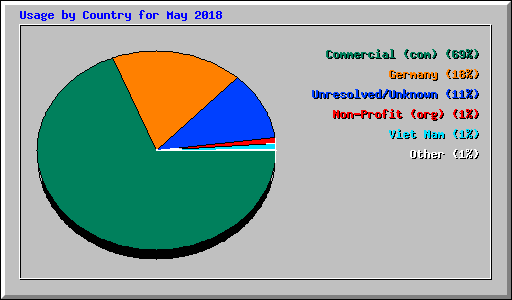 Usage by Country for May 2018
Commercial (com) (69%)
Germany (18%)
Unresolved/Unknown (11%)
Non-Profit (org) (1%)
Viet Nam (1%)
Other (1%)